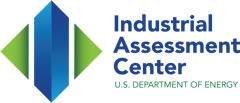 Industrial
Assessment
Center
U.S. DEPARTMENT OF ENERGY